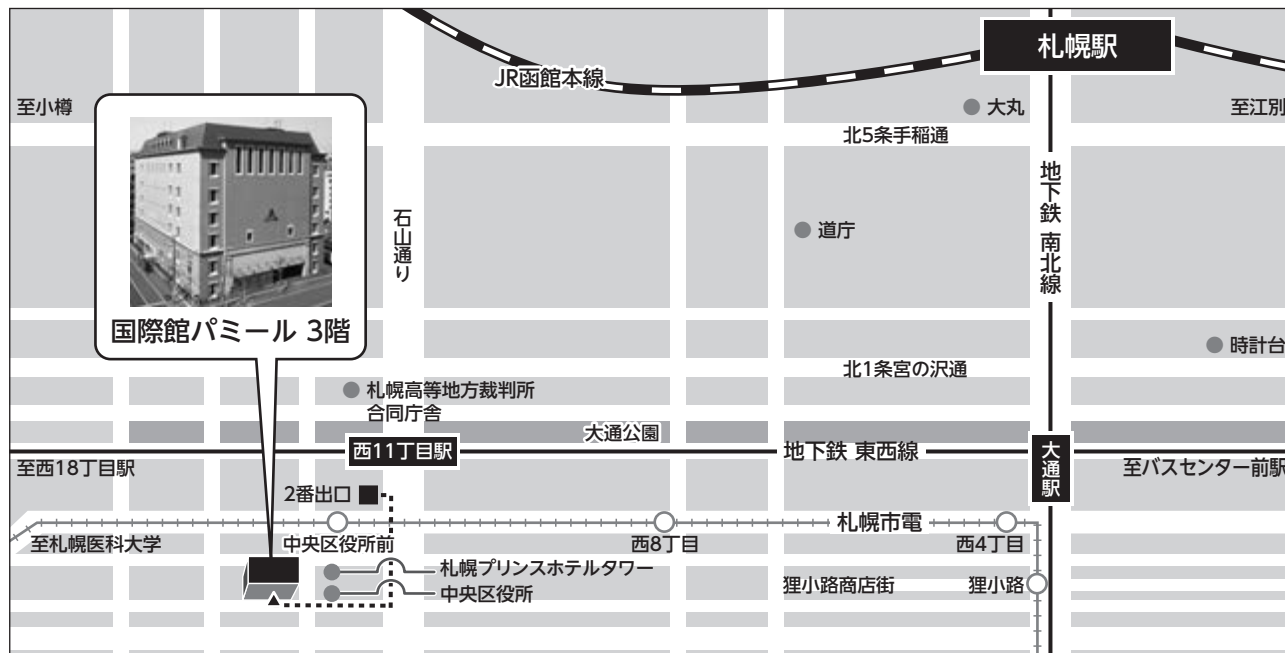 札幌駅
JR函館本線
至小樽
大丸
至江別
北5条手稲通
地下鉄 南北線
石山通り
道庁
国際館パミール 3階
時計台
北1条宮の沢通
札幌高等地方裁判所
合同庁舎
大通公園
西11丁目駅
地下鉄 東西線
大通駅
至西18丁目駅
至バスセンター前駅
2番出口
札幌市電
至札幌医科大学
中央区役所前
西8丁目
西4丁目
札幌プリンスホテルタワー
中央区役所
狸小路商店街
狸小路